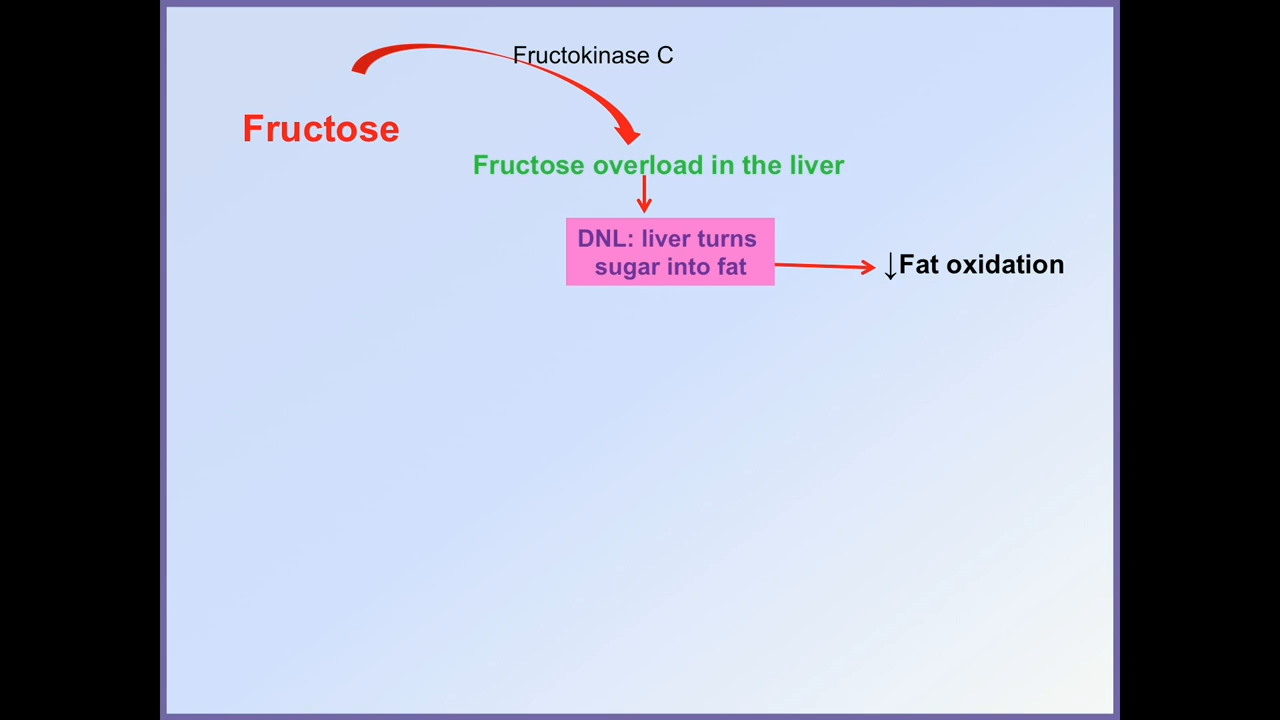 Fructokinase C
Fructose
Fructose overload in the liver
DNL: liver turns
sugar into fat
↓Fat oxidation